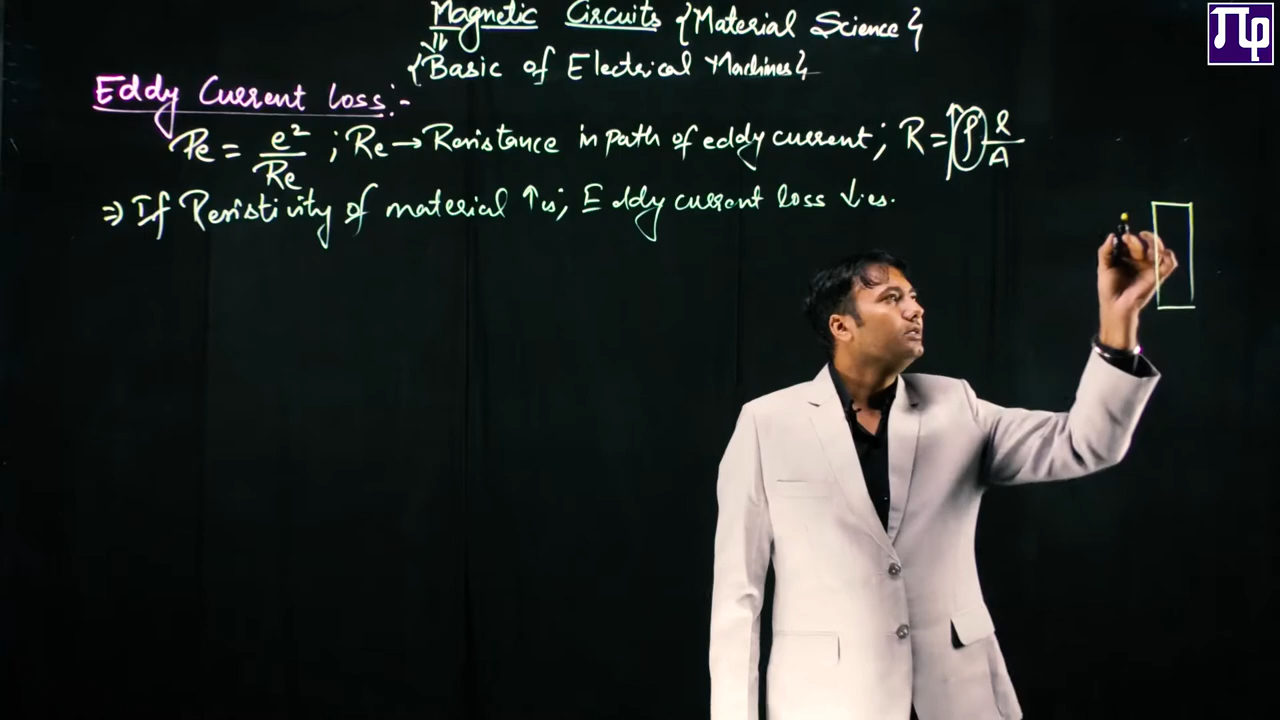 Magnetic Circuits {Material Science}
⇓
{Basic of Electrical Machines}
Eddy Current Loss:-
Pe = e²/Re ; Re → Resistance in path of eddy current; R = ↑ρ l/A
⇒ If Resistivity of material ↑es; Eddy current loss ↓es.
Πφ